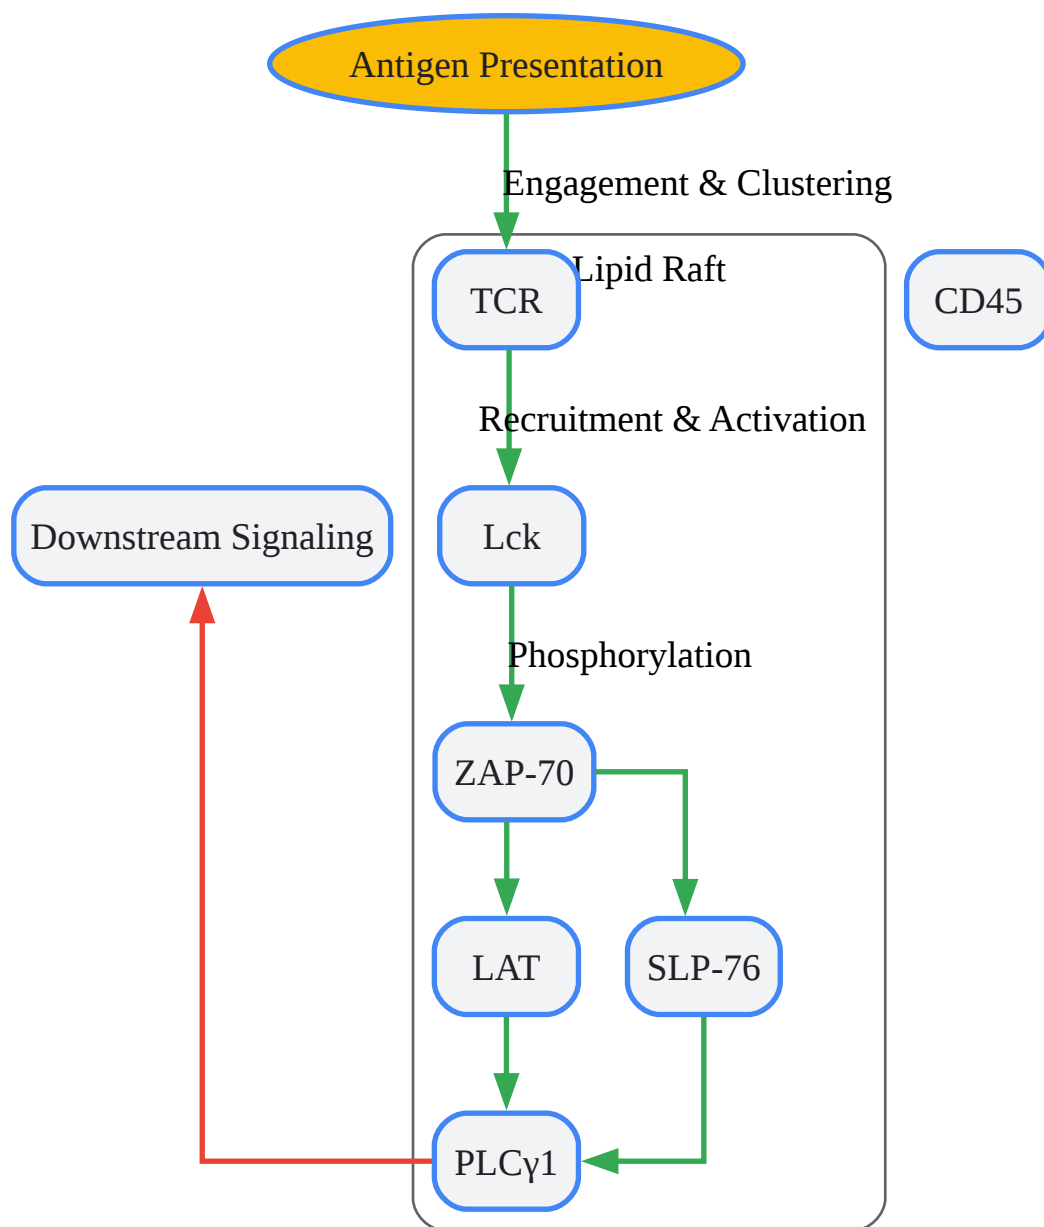 Antigen Presentation
Engagement & Clustering
Lipid Raft
TCR
CD45
Recruitment & Activation
Downstream Signaling
Lck
Phosphorylation
ZAP-70
LAT
SLP-76
PLCγ1